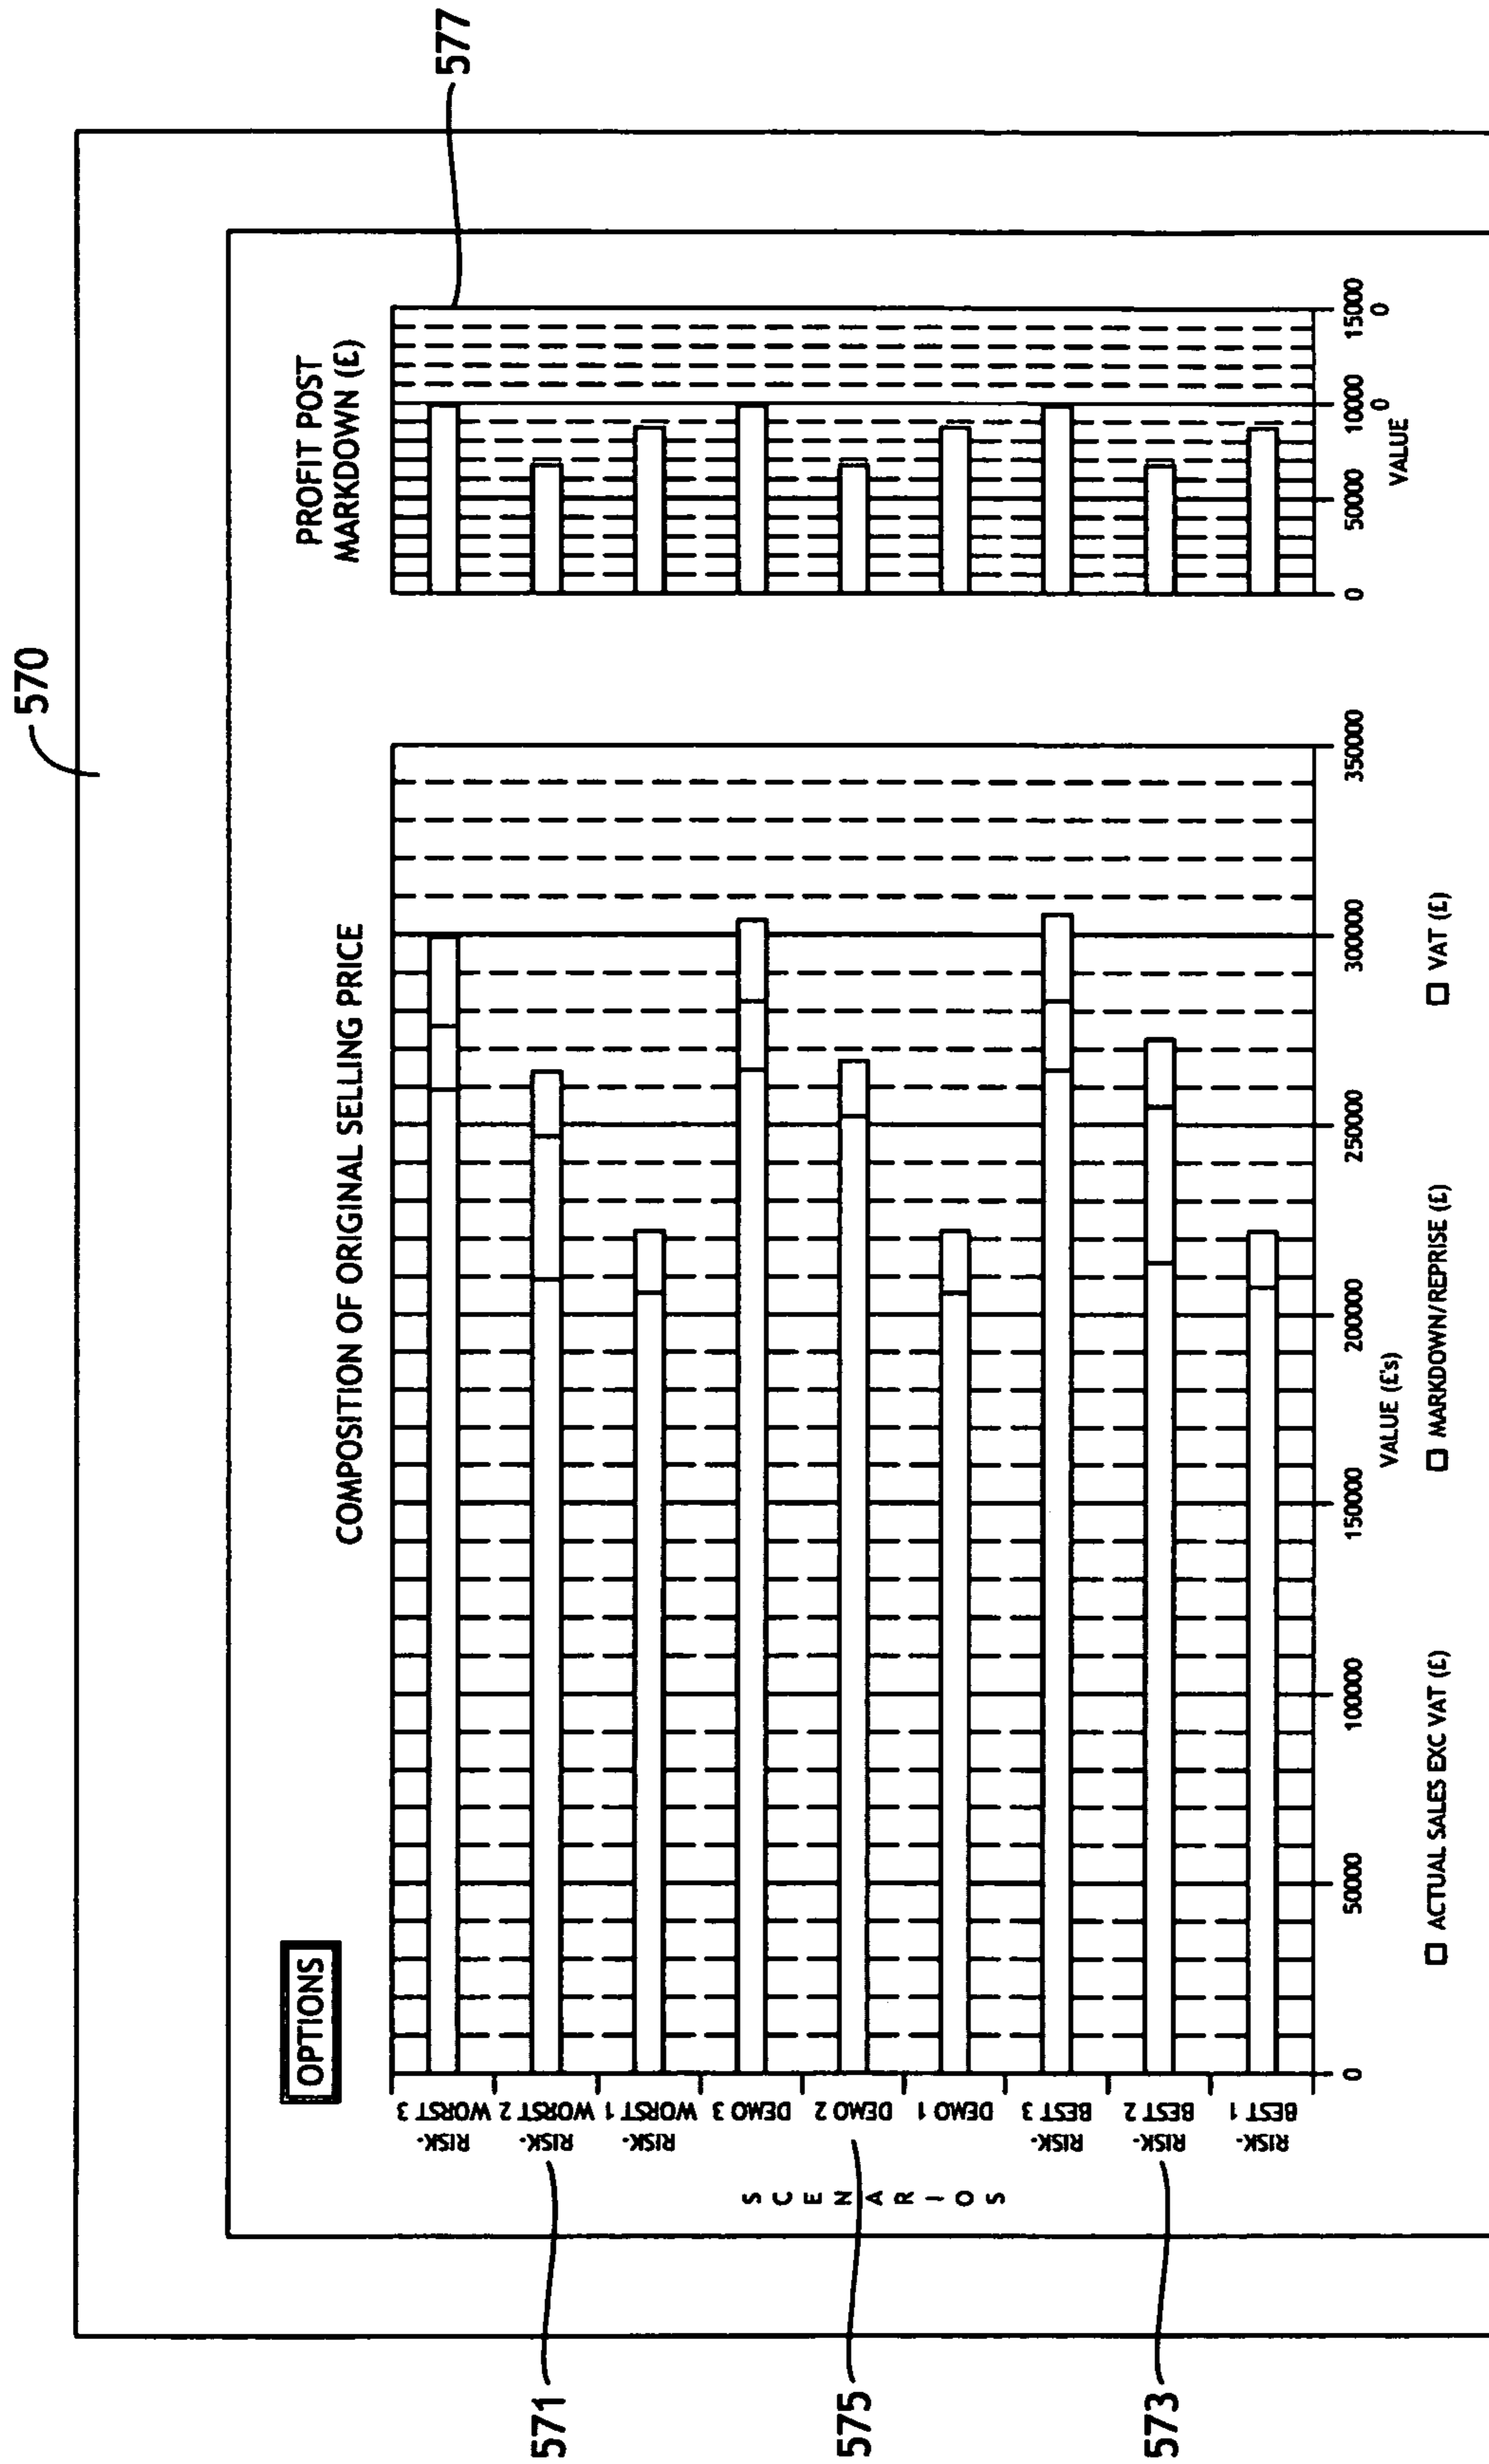 570
577
OPTIONS
COMPOSITION OF ORIGINAL SELLING PRICE
PROFIT POST
MARKDOWN (£)
SCENARIOS
RISK-
WORST 3
RISK-
WORST 2
RISK-
WORST 1
DEMO 3
DEMO 2
DEMO 1
RISK-
BEST 3
RISK-
BEST 2
RISK-
BEST 1
571
575
573
0 50000 100000 150000 200000 250000 300000 350000
VALUE (£'s)
0 50000 10000 15000
0 0
VALUE
ACTUAL SALES EXC VAT (£)
MARKDOWN/REPRISE (£)
VAT (£)